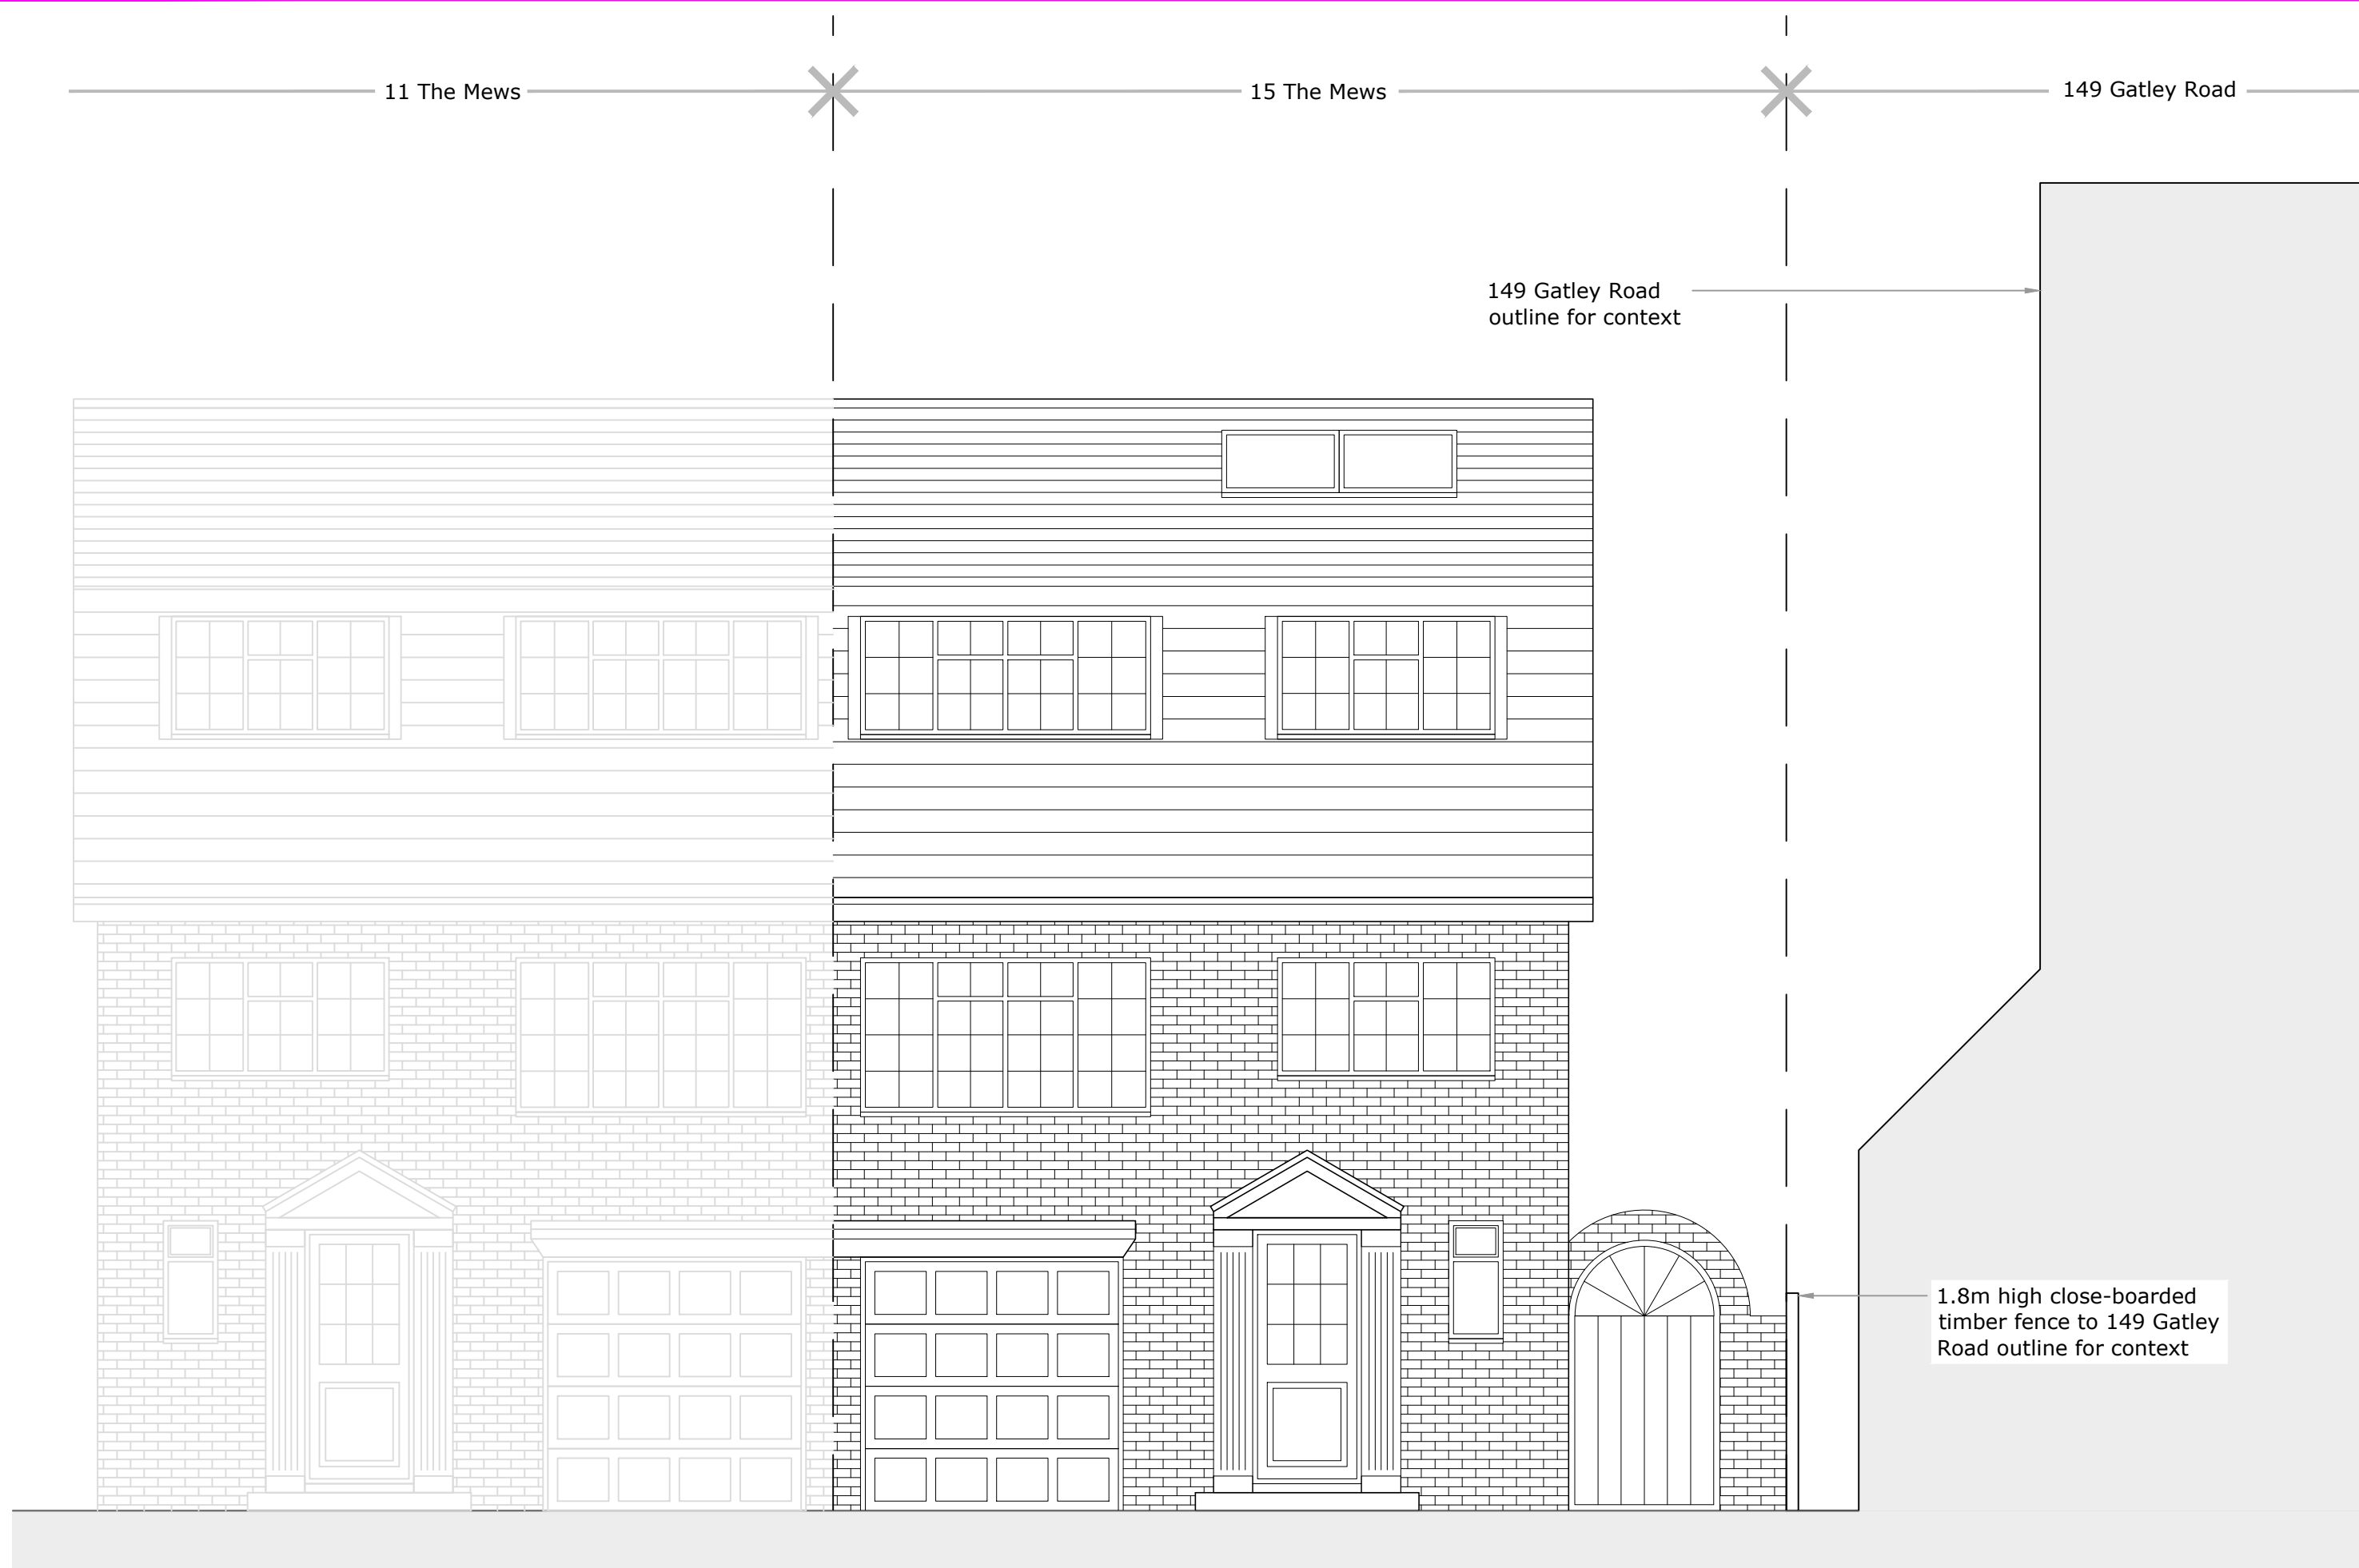 11 The Mews
15 The Mews
149 Gatley Road
149 Gatley Road
outline for context
1.8m high close-boarded
timber fence to 149 Gatley
Road outline for context